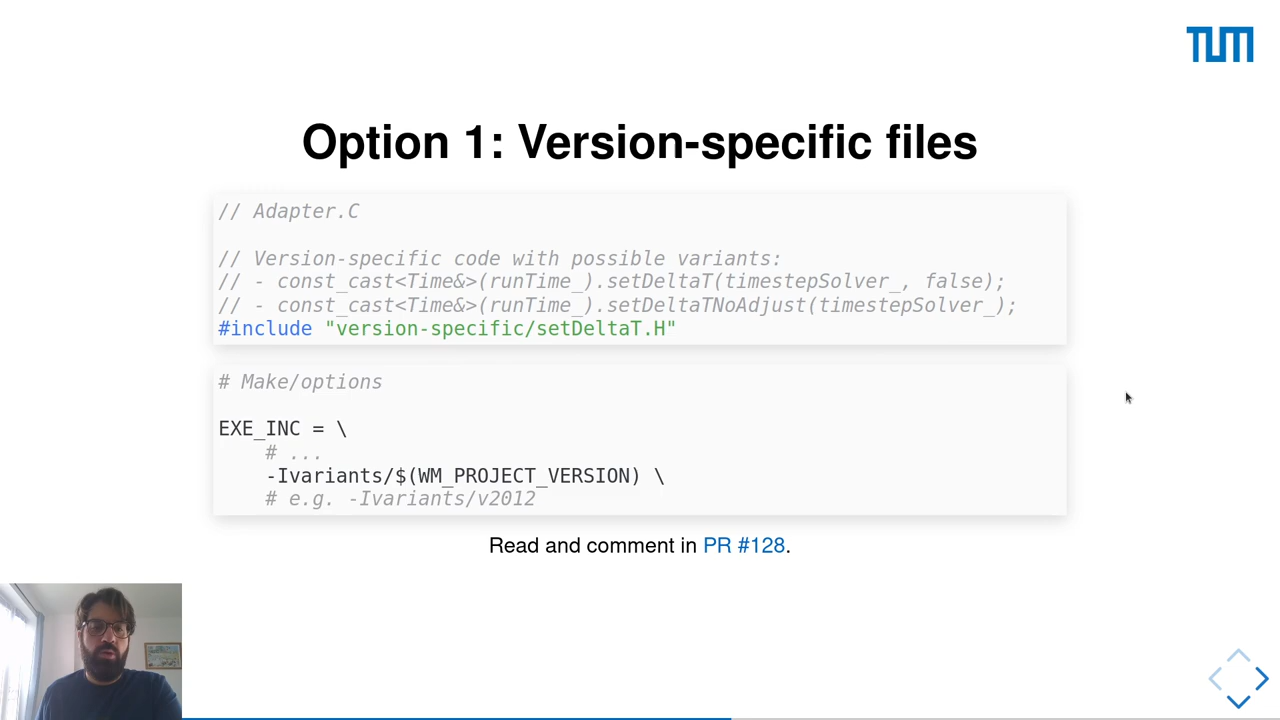 TUM
Option 1: Version-specific files
// Adapter.C
// Version-specific code with possible variants:
// - const_cast<Time&>(runTime_).setDeltaT(timestepSolver_, false);
// - const_cast<Time&>(runTime_).setDeltaTNoAdjust(timestepSolver_);
#include "version-specific/setDeltaT.H"
# Make/options
EXE_INC = \
# ...
-Ivariants/$(WM_PROJECT_VERSION) \
# e.g. -Ivariants/v2012
Read and comment in PR #128.